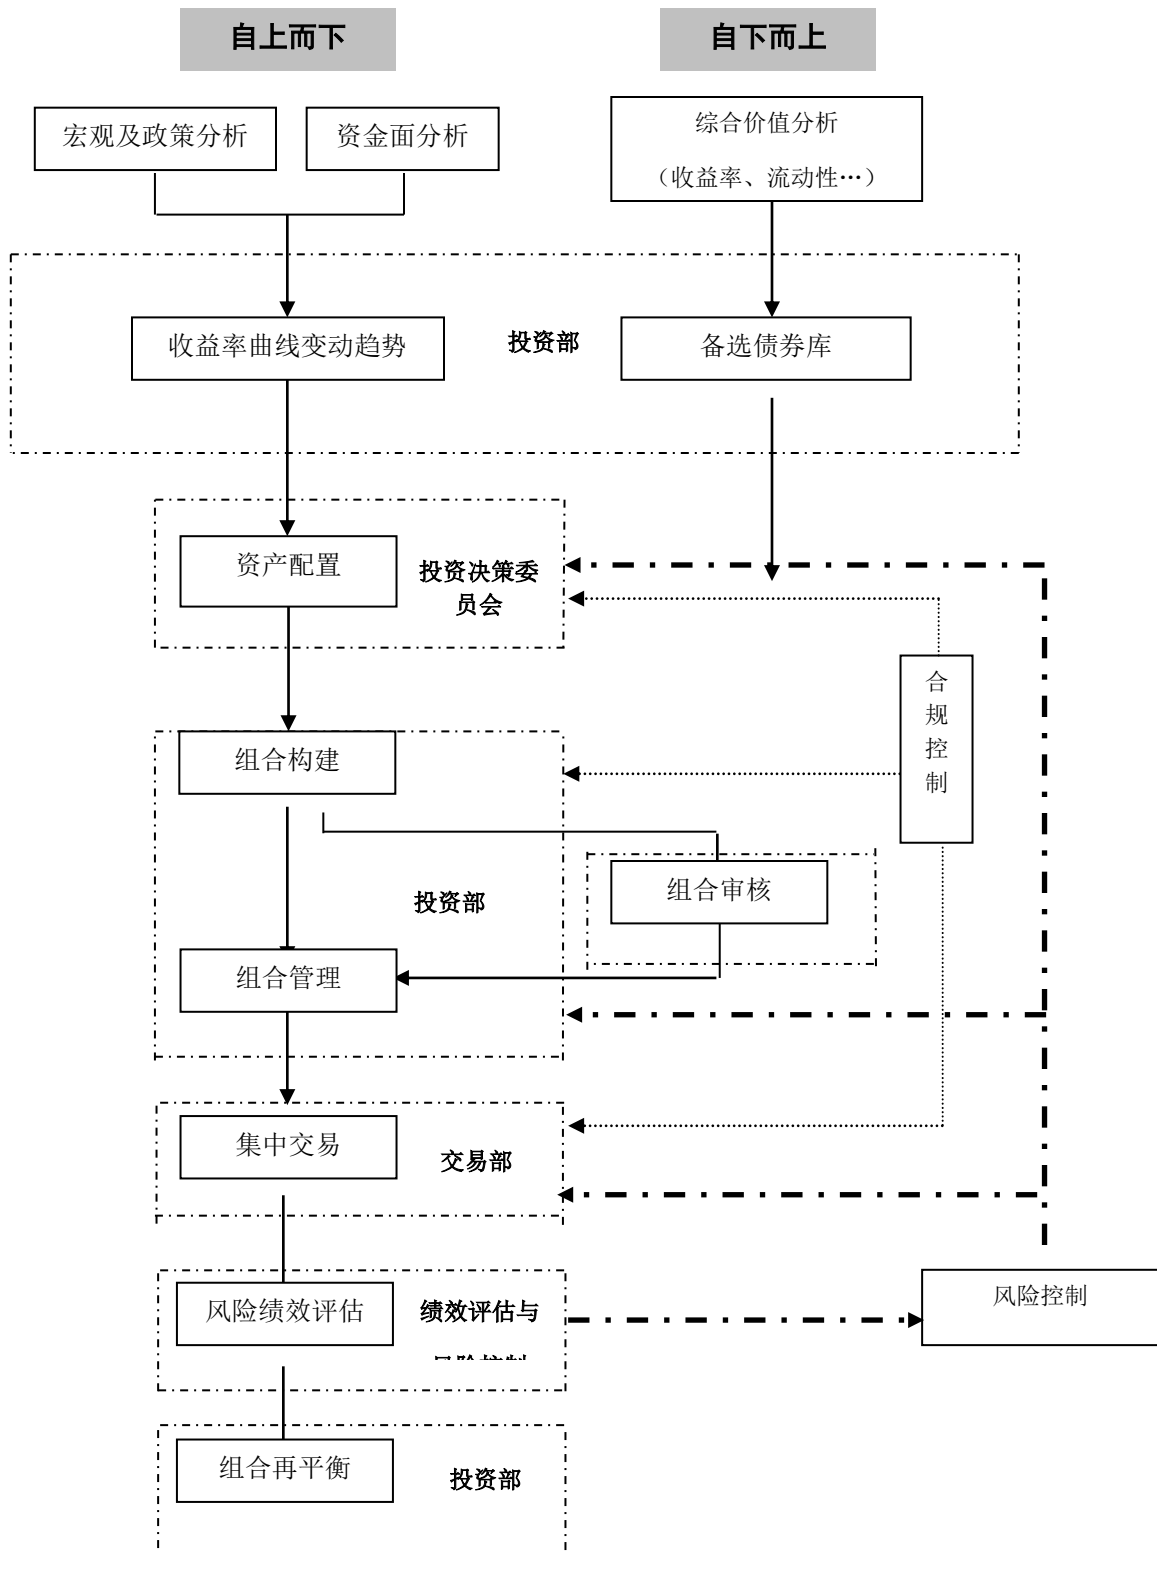 自上而下
自下而上
宏观及政策分析
资金面分析
综合价值分析
（收益率、流动性…）
收益率曲线变动趋势
投资部
备选债券库
资产配置
投资决策委
员会
合
规
控
制
组合构建
组合审核
投资部
组合管理
集中交易
交易部
风险绩效评估
绩效评估与
风险控制
组合再平衡
投资部